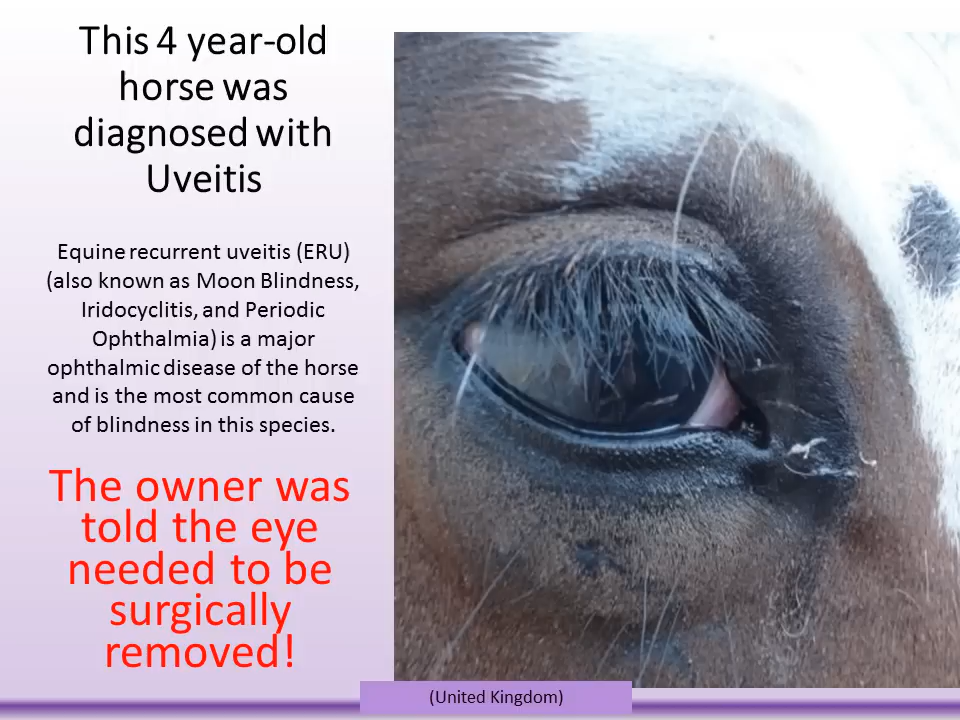 This 4 year-old
horse was
diagnosed with
Uveitis
Equine recurrent uveitis (ERU)
(also known as Moon Blindness,
Iridocyclitis, and Periodic
Ophthalmia) is a major
ophthalmic disease of the horse
and is the most common cause
of blindness in this species.
The owner was
told the eye
needed to be
surgically
removed!
(United Kingdom)